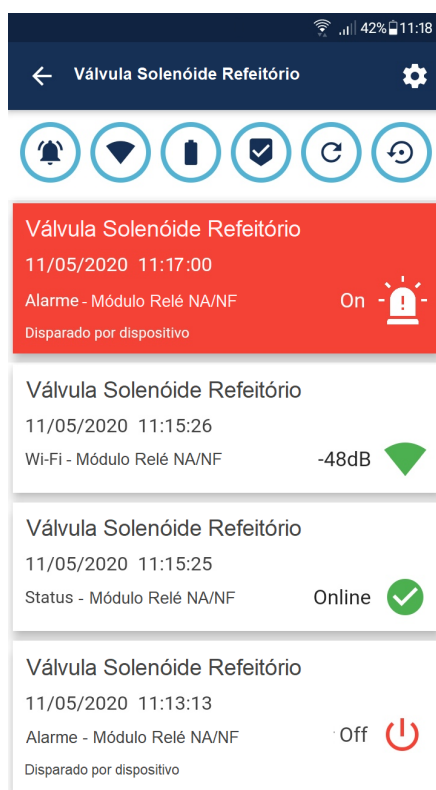 42% 11:18
Válvula Solenóide Refeitório
Válvula Solenóide Refeitório
11/05/2020 11:17:00
Alarme - Módulo Relé NA/NF On
Disparado por dispositivo
Válvula Solenóide Refeitório
11/05/2020 11:15:26
Wi-Fi - Módulo Relé NA/NF -48dB
Válvula Solenóide Refeitório
11/05/2020 11:15:25
Status - Módulo Relé NA/NF Online
Válvula Solenóide Refeitório
11/05/2020 11:13:13
Alarme - Módulo Relé NA/NF Off
Disparado por dispositivo